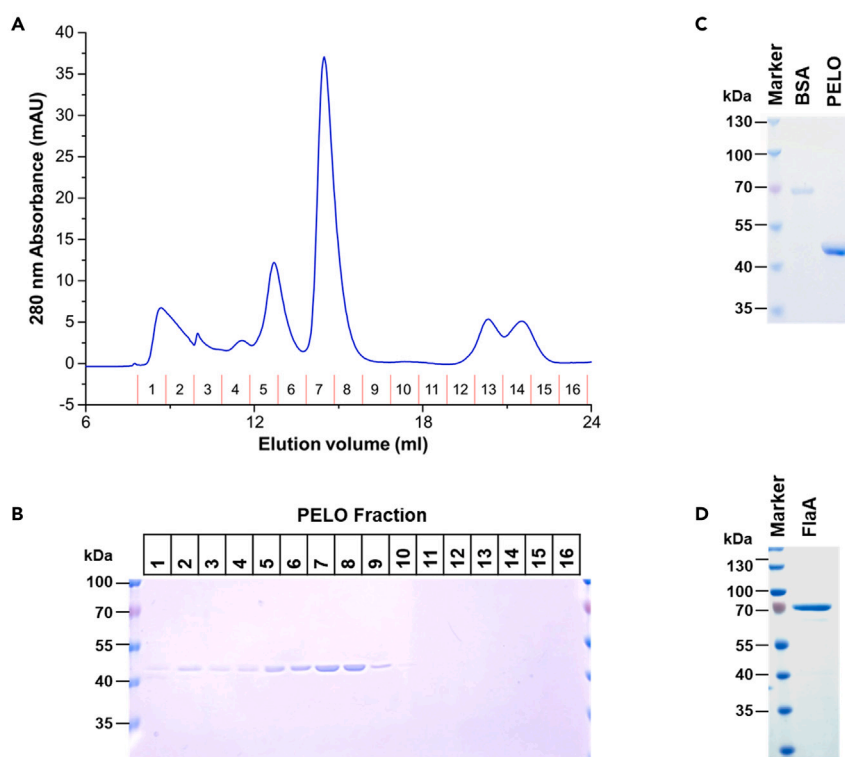 A
40
35
30
25
20
15
10
5
0
-5
280 nm Absorbance (mAU)
1 2 3 4 5 6 7 8 9 10 11 12 13 14 15 16
6 12 18 24
Elution volume (ml)
B
PELO Fraction
kDa
1 2 3 4 5 6 7 8 9 10 11 12 13 14 15 16
100
70
55
40
35
C
kDa Marker BSA PELO
130
100
70
55
40
35
D
kDa Marker FlaA
130
100
70
55
40
35